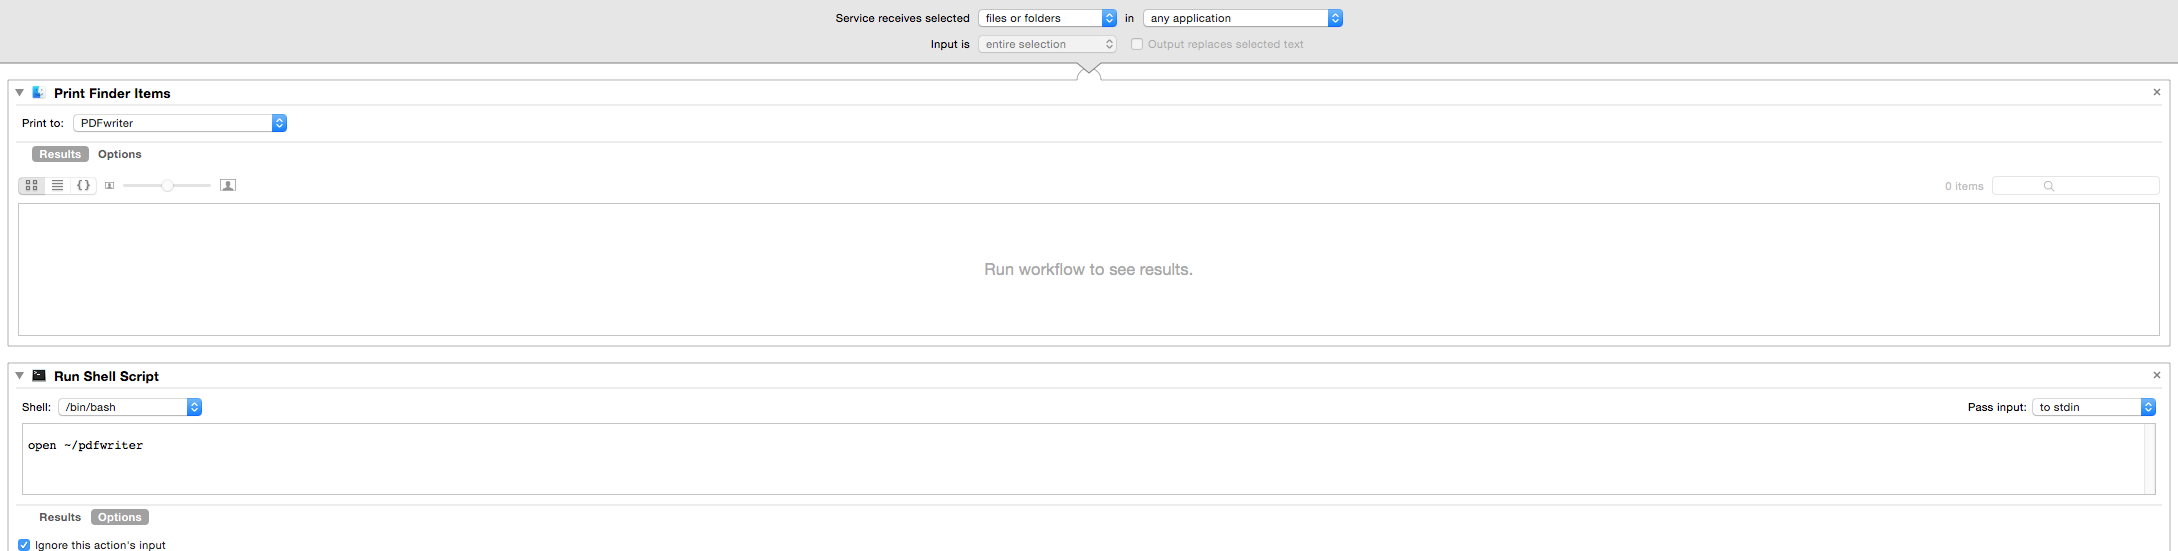 Service receives selected files or folders in any application
Input is entire selection Output replaces selected text
Print Finder Items
Print to: PDFwriter
Results Options
0 items
Run workflow to see results.
Run Shell Script
Shell: /bin/bash Pass input: to stdin
open ~/pdfwriter
Results Options
Ignore this action's input